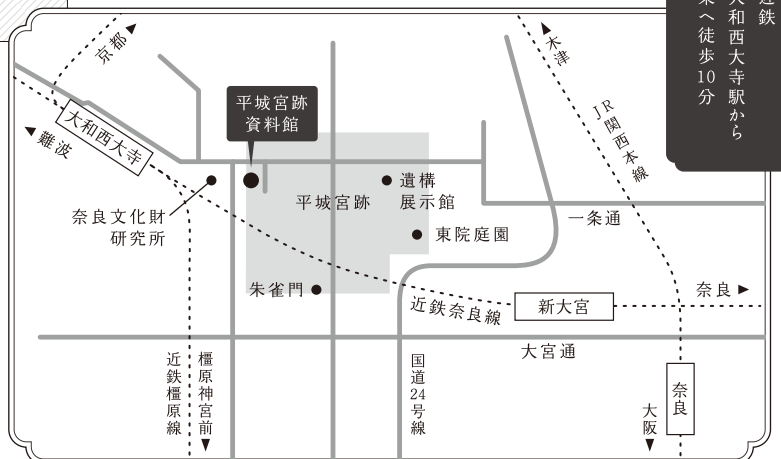 近鉄
大和西大寺駅から
へ徒歩10分
京都
木津
JR関西本線
大和西大寺
難波
平城宮跡
資料館
遺構
展示館
平城宮跡
奈良文化財
研究所
一条通
東院庭園
朱雀門
近鉄奈良線
新大宮
奈良
大宮通
近鉄橿原線
橿原神宮前
国道24号線
奈良
大阪